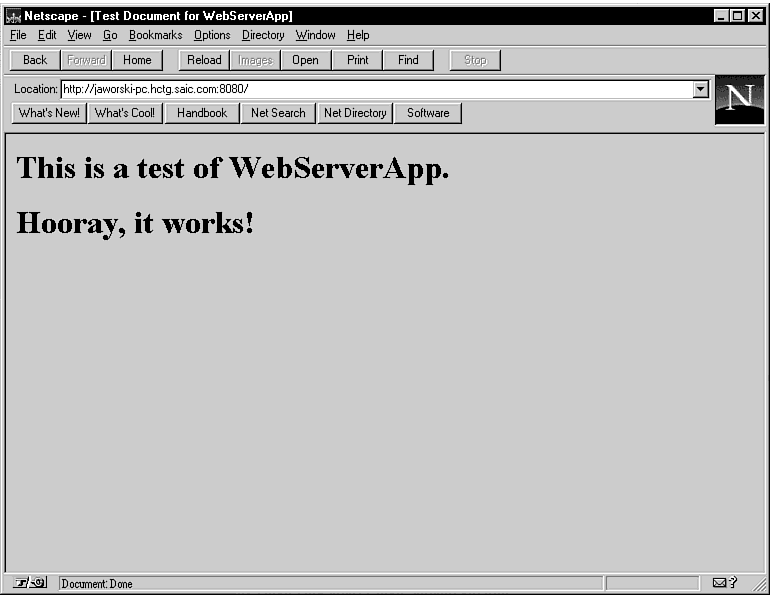 Netscape - [Test Document for WebServerApp]
File Edit View Go Bookmarks Options Directory Window Help
Back Forward Home Reload Images Open Print Find Stop
Location: http://jaworski-pc.hctg.saic.com:8080/
N
What's New! What's Cool! Handbook Net Search Net Directory Software
This is a test of WebServerApp.
Hooray, it works!
Document: Done
?